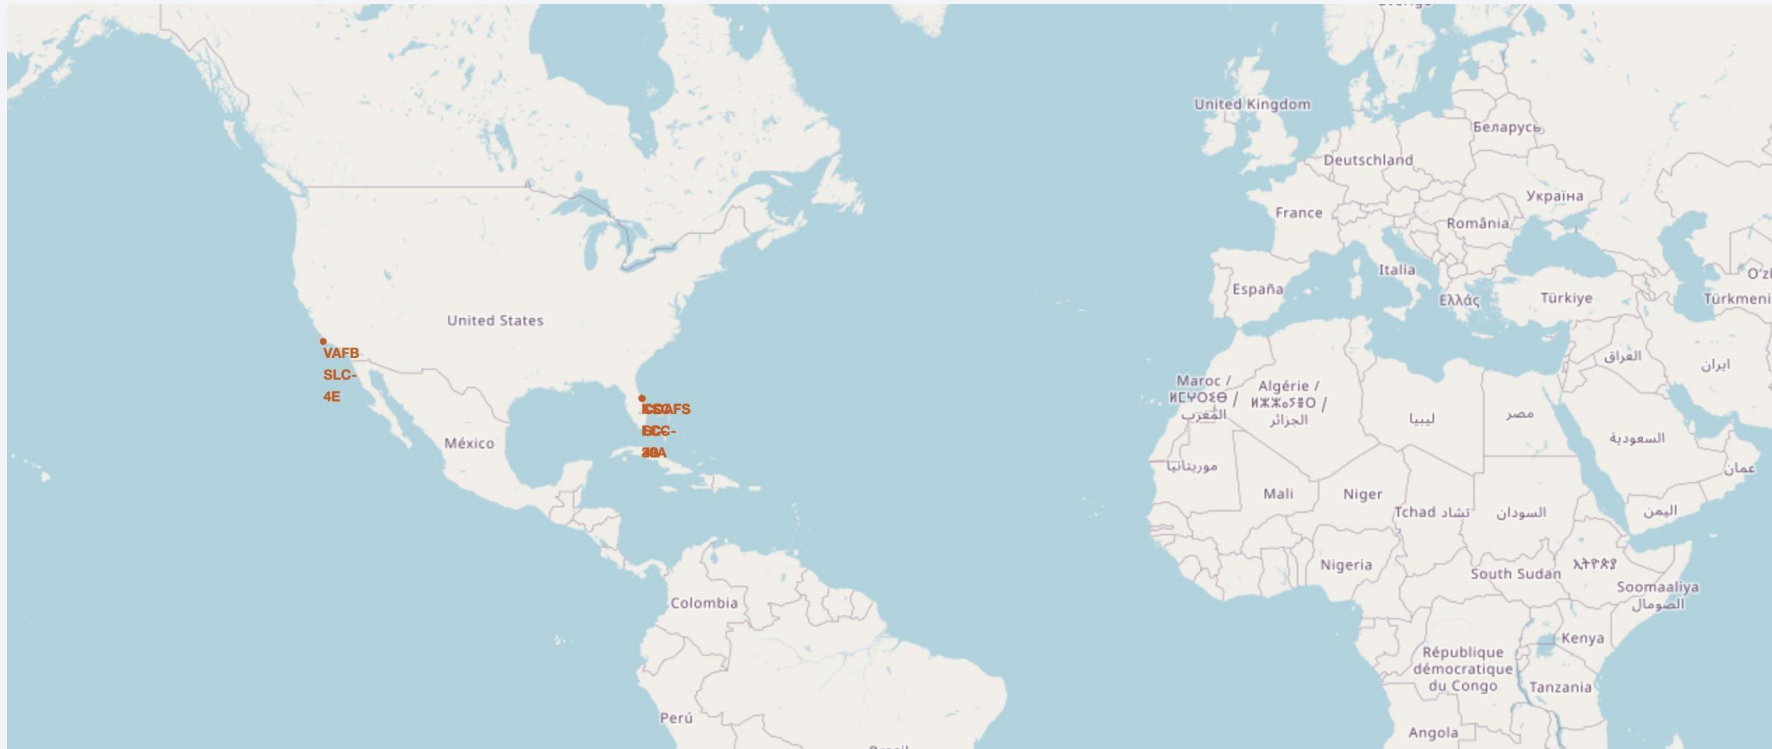 United Kingdom
Беларусь
Deutschland
Україна
France
România
Italia
España
Ελλάς
Türkiye
Türkmeni
United States
VAFB
SLC-
4E
México
Maroc /
ⵍⵎⵖⵔⵉⴱ /
المغرب
Algérie /
الجزائر
ليبيا
مصر
العراق
ایران
السعودية
عمان
اليمن
موريتانيا
Mali
Niger
Tchad تشاد
السودان
Nigeria
South Sudan
ኢትዮጵያ
Soomaaliya
الصومال
Colombia
Kenya
République
démocratique
du Congo
Tanzania
Perú
Angola